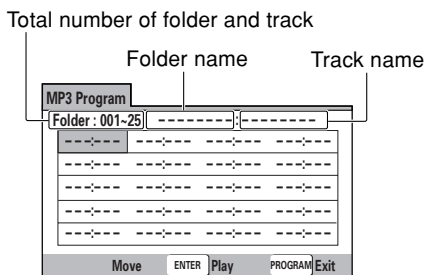 Total number of folder and track
Folder name Track name
MP3 Program
Folder : 001~25 ---------:--------
---:--- ---:--- ---:--- ---:---
---:--- ---:--- ---:--- ---:---
---:--- ---:--- ---:--- ---:---
---:--- ---:--- ---:--- ---:---
---:--- ---:--- ---:--- ---:---
Move ENTER Play PROGRAM Exit